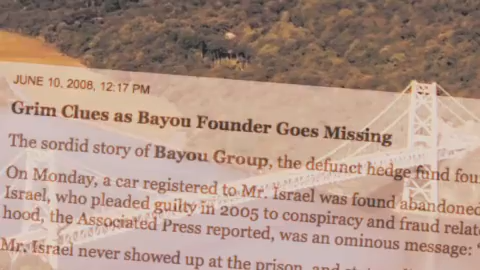 JUNE 10, 2008, 12:17 PM
Grim Clues as Bayou Founder Goes Missing
The sordid story of Bayou Group, the defunct hedge fund four
On Monday, a car registered to Mr. Israel was found abandoned
Israel, who pleaded guilty in 2005 to conspiracy and fraud relate
hood, the Associated Press reported, was an ominous message: "
Mr. Israel never showed up at the prison, and